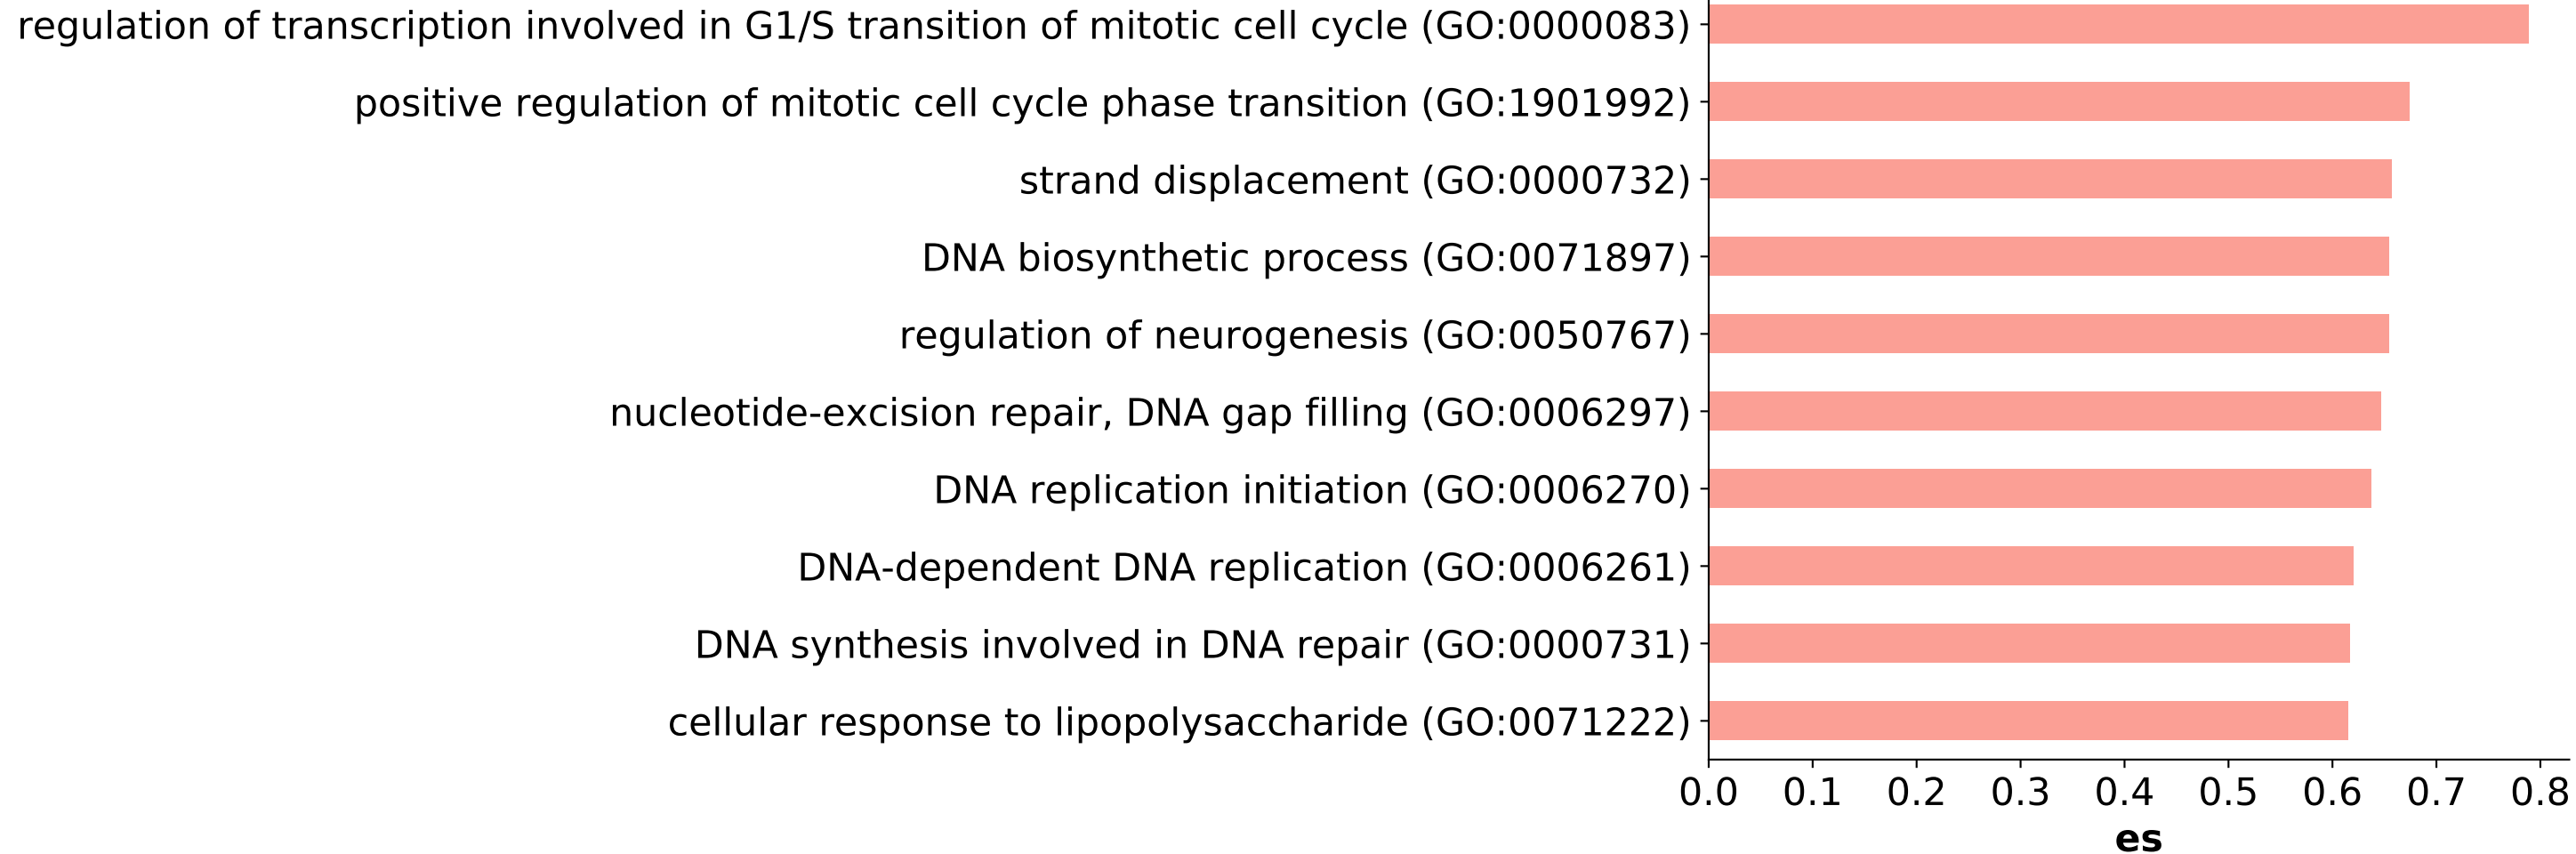 regulation of transcription involved in G1/S transition of mitotic cell cycle (GO:0000083)
positive regulation of mitotic cell cycle phase transition (GO:1901992)
strand displacement (GO:0000732)
DNA biosynthetic process (GO:0071897)
regulation of neurogenesis (GO:0050767)
nucleotide-excision repair, DNA gap filling (GO:0006297)
DNA replication initiation (GO:0006270)
DNA-dependent DNA replication (GO:0006261)
DNA synthesis involved in DNA repair (GO:0000731)
cellular response to lipopolysaccharide (GO:0071222)
0.0 0.1 0.2 0.3 0.4 0.5 0.6 0.7 0.8
es